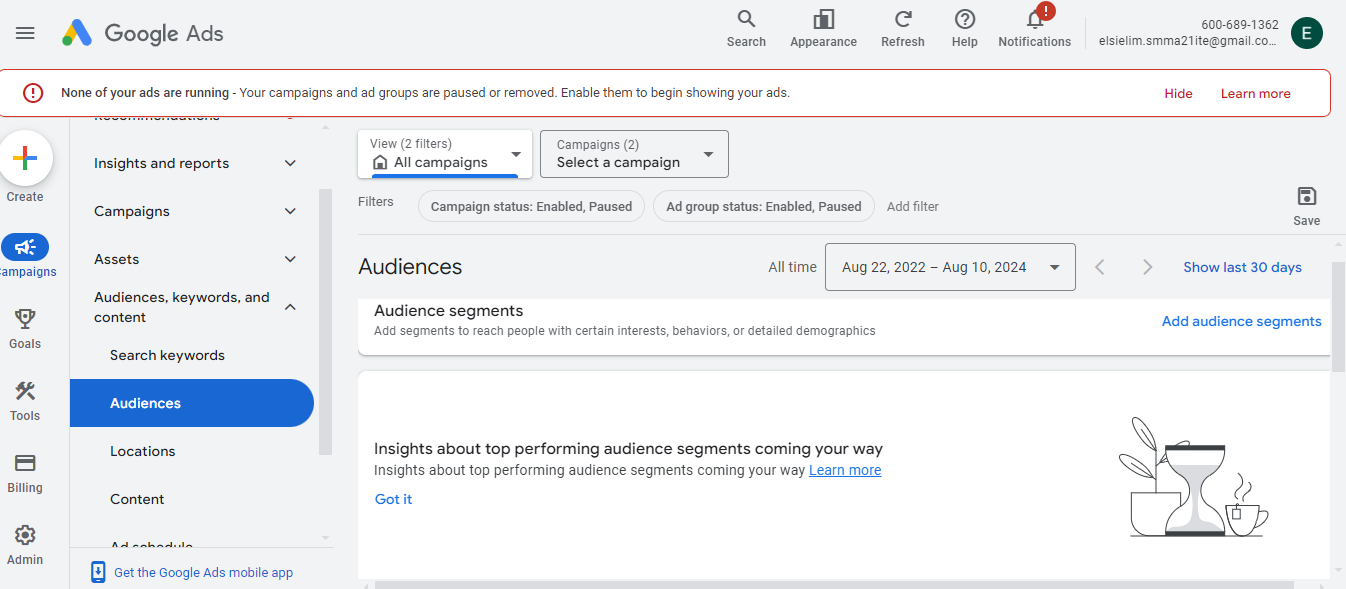 Google Ads
Search
Appearance
Refresh
Help
Notifications
!
600-689-1362
elsielim.smma21ite@gmail.co...
E
None of your ads are running - Your campaigns and ad groups are paused or removed. Enable them to begin showing your ads.
Hide
Learn more
Create
Campaigns
Goals
Tools
Billing
Admin
Recommendations
Insights and reports
Campaigns
Assets
Audiences, keywords, and
content
Search keywords
Audiences
Locations
Content
Ad schedule
Get the Google Ads mobile app
View (2 filters)
All campaigns
Campaigns (2)
Select a campaign
Filters
Campaign status: Enabled, Paused
Ad group status: Enabled, Paused
Add filter
Save
Audiences
All time
Aug 22, 2022 – Aug 10, 2024
Show last 30 days
Audience segments
Add segments to reach people with certain interests, behaviors, or detailed demographics
Add audience segments
Insights about top performing audience segments coming your way
Insights about top performing audience segments coming your way Learn more
Got it